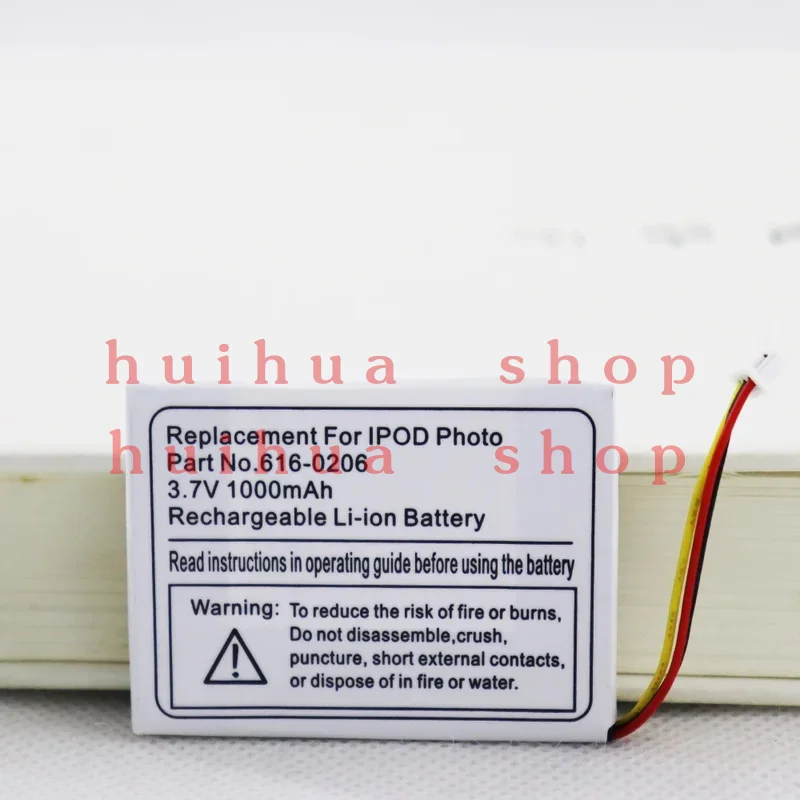 huihua shop
Replacement For IPOD Photo
Part No.616-0206
huihua shop
3.7V 1000mAh
Rechargeable Li-ion Battery
Read instructions in operating guide before using the battery
Warning: To reduce the risk of fire or burns,
Do not disassemble,crush,
puncture, short external contacts,
or dispose of in fire or water.